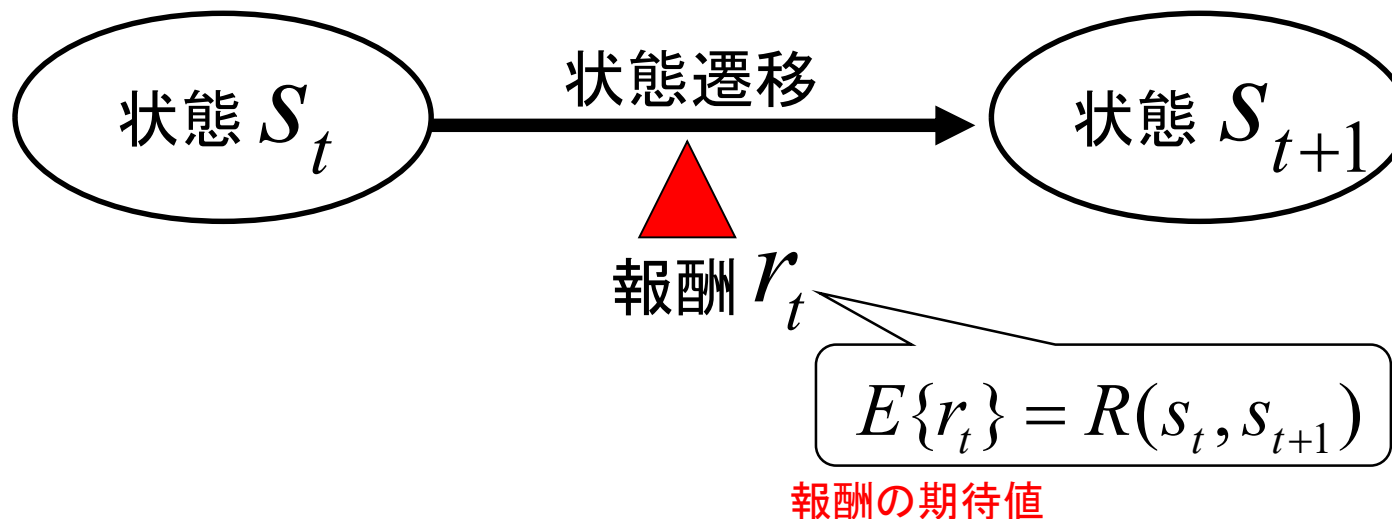 状態遷移
状態 s_t
状態 s_{t+1}
報酬 r_t
E{r_t} = R(s_t, s_{t+1})
報酬の期待値